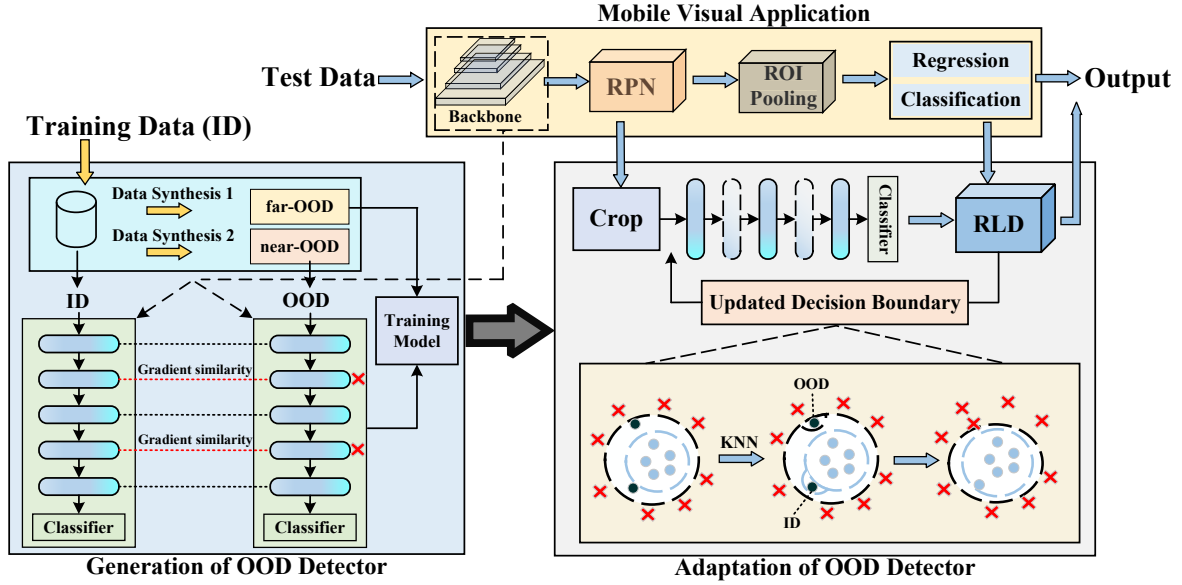 Mobile Visual Application
Test Data
Backbone
RPN
ROI
Pooling
Regression
Classification
Output
Training Data (ID)
Data Synthesis 1
far-OOD
Data Synthesis 2
near-OOD
ID
OOD
Training
Model
Gradient similarity
Gradient similarity
Classifier
Classifier
Generation of OOD Detector
Crop
Classifier
RLD
Updated Decision Boundary
OOD
KNN
ID
Adaptation of OOD Detector